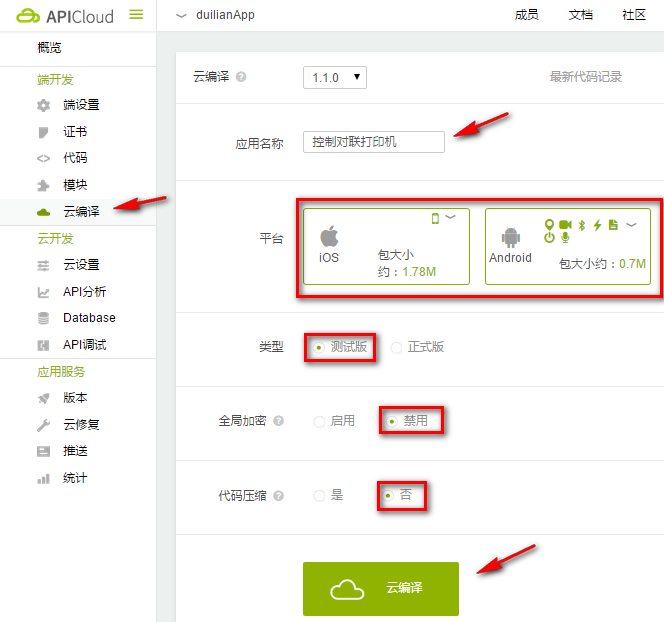 APICloud
duilianApp
成员
文档
社区
概览
端开发
端设置
证书
代码
模块
云编译
云开发
云设置
API分析
Database
API调试
应用服务
版本
云修复
推送
统计
云编译 ?
1.1.0
最新代码记录
应用名称
控制对联打印机
平台
iOS
包大小
约：1.78M
Android
包大小约：0.7M
类型
测试版
正式版
全局加密 ?
启用
禁用
代码压缩 ?
是
否
云编译